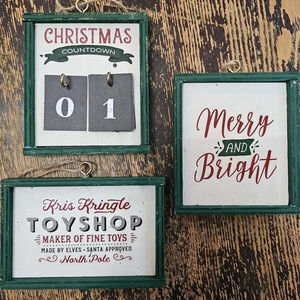 CHRISTMAS
COUNTDOWN
0 1
Merry
AND
Bright
Kris Kringle
TOYSHOP
MAKER OF FINE TOYS
MADE BY ELVES • SANTA APPROVED
North Pole